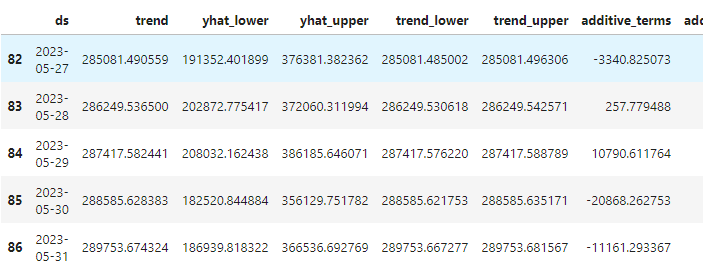 ds trend yhat_lower yhat_upper trend_lower trend_upper additive_terms add
82 2023-05-27 285081.490559 191352.401899 376381.382362 285081.485002 285081.496306 -3340.825073
83 2023-05-28 286249.536500 202872.775417 372060.311994 286249.530618 286249.542571 257.779488
84 2023-05-29 287417.582441 208032.162438 386185.646071 287417.576220 287417.588789 10790.611764
85 2023-05-30 288585.628383 182520.844884 356129.751782 288585.621753 288585.635171 -20868.262753
86 2023-05-31 289753.674324 186939.818322 366536.692769 289753.667277 289753.681567 -11161.293367